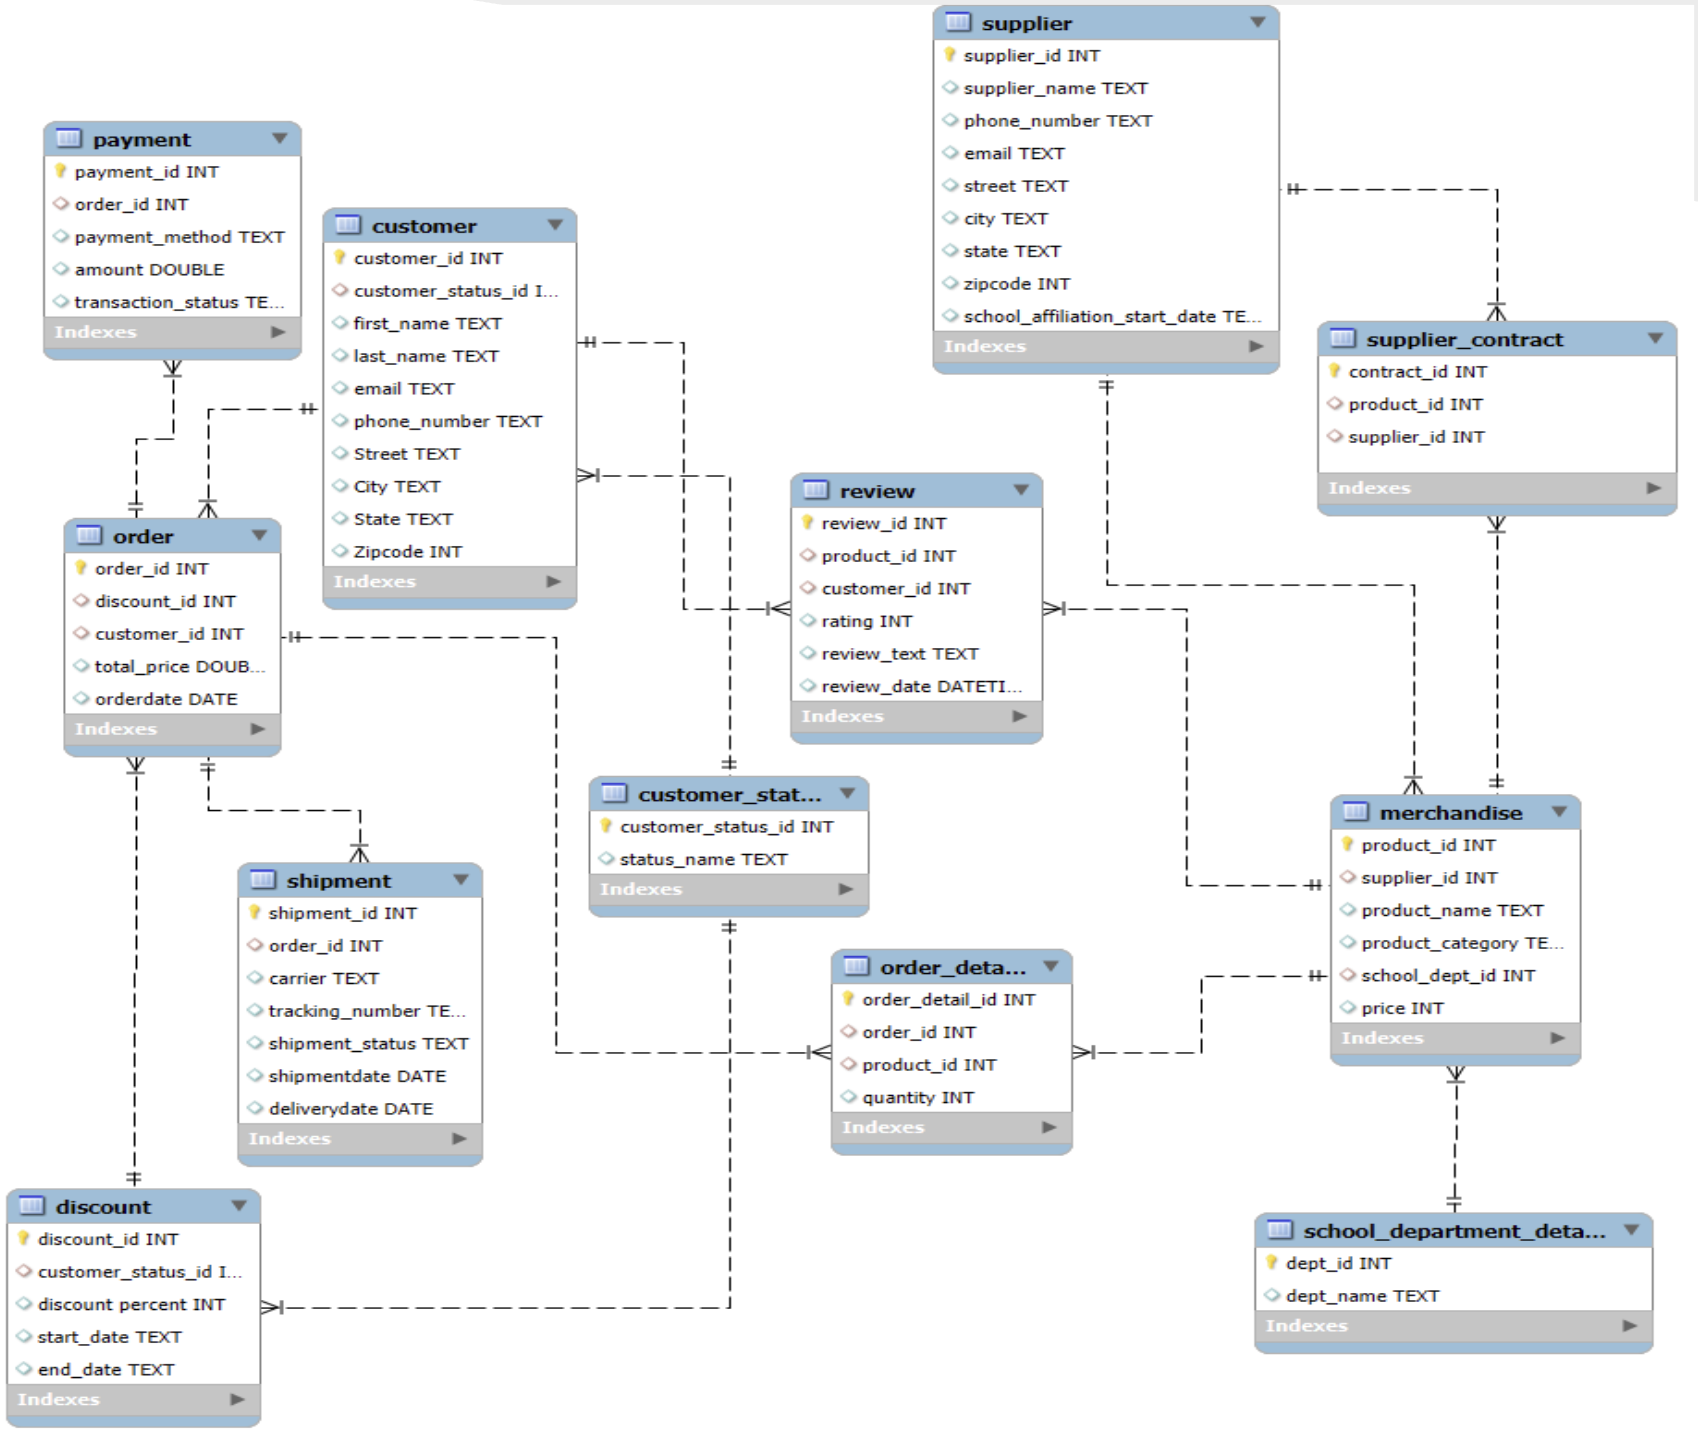 supplier
supplier_id INT
supplier_name TEXT
phone_number TEXT
email TEXT
street TEXT
city TEXT
state TEXT
zipcode INT
school_affiliation_start_date TE...
Indexes
payment
payment_id INT
order_id INT
payment_method TEXT
amount DOUBLE
transaction_status TE...
Indexes
customer
customer_id INT
customer_status_id I...
first_name TEXT
last_name TEXT
email TEXT
phone_number TEXT
Street TEXT
City TEXT
State TEXT
Zipcode INT
Indexes
supplier_contract
contract_id INT
product_id INT
supplier_id INT
Indexes
review
review_id INT
product_id INT
customer_id INT
rating INT
review_text TEXT
review_date DATETI...
Indexes
order
order_id INT
discount_id INT
customer_id INT
total_price DOUB...
orderdate DATE
Indexes
customer_stat...
customer_status_id INT
status_name TEXT
Indexes
merchandise
product_id INT
supplier_id INT
product_name TEXT
product_category TE...
school_dept_id INT
price INT
Indexes
shipment
shipment_id INT
order_id INT
carrier TEXT
tracking_number TE...
shipment_status TEXT
shipmentdate DATE
deliverydate DATE
Indexes
order_deta...
order_detail_id INT
order_id INT
product_id INT
quantity INT
Indexes
discount
discount_id INT
customer_status_id I...
discount percent INT
start_date TEXT
end_date TEXT
Indexes
school_department_deta...
dept_id INT
dept_name TEXT
Indexes